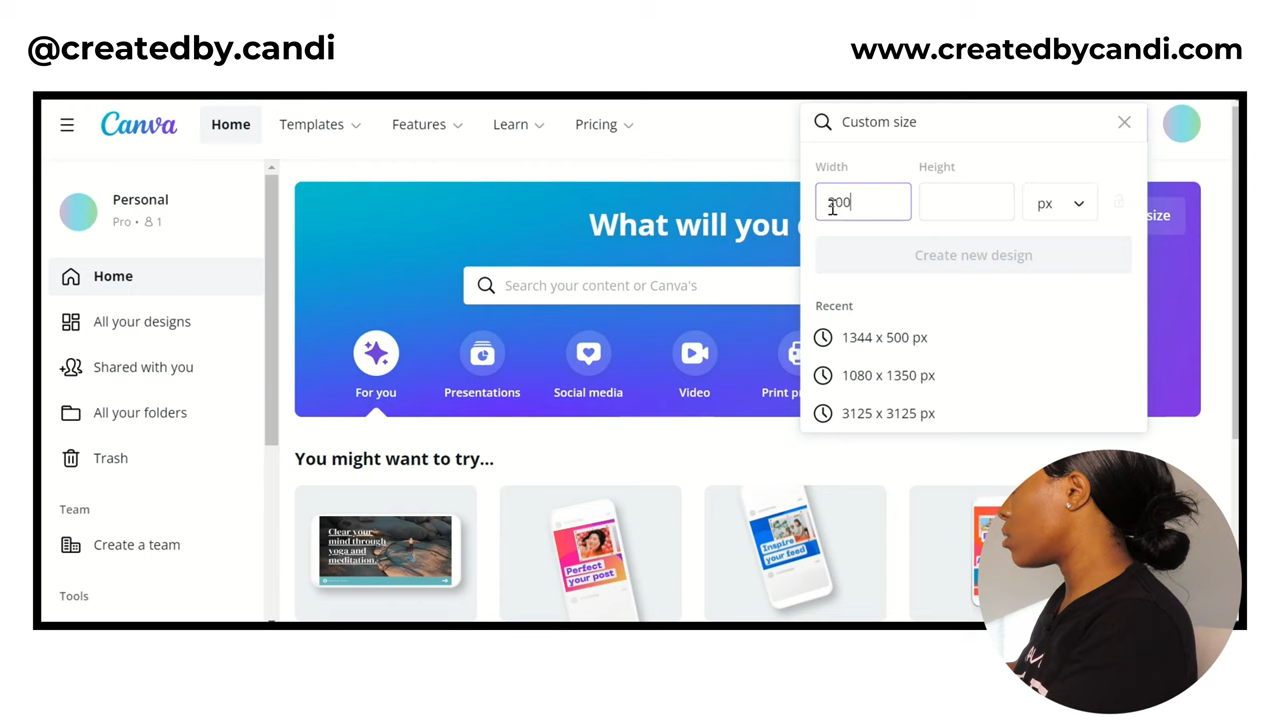 @createdby.candi
www.createdbycandi.com
Canva
Home
Templates
Features
Learn
Pricing
Custom size
Width
Height
px
size
Create new design
Recent
1344 x 500 px
1080 x 1350 px
3125 x 3125 px
Personal
Pro • 1
Home
All your designs
Shared with you
All your folders
Trash
Team
Create a team
Tools
What will you
Search your content or Canva's
For you
Presentations
Social media
Video
Print
You might want to try...
Clear your
mind through
yoga and
meditation.
Perfect
your post
Inspire
your feed